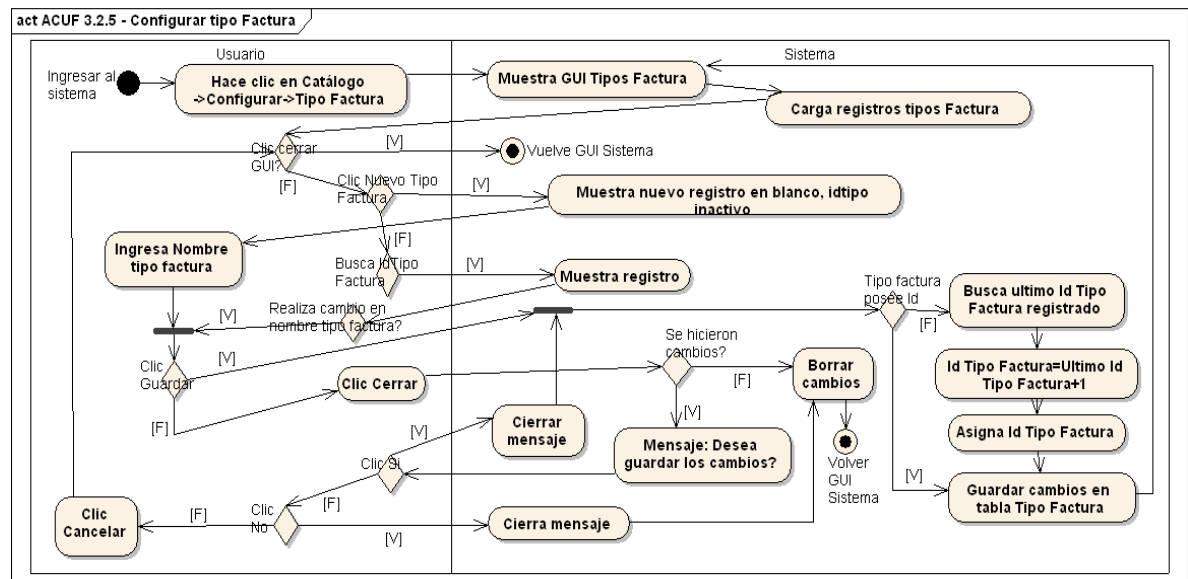 act ACUF 3.2.5 - Configurar tipo Factura
Usuario
Sistema
Ingresar al
sistema
Hace clic en Catálogo
->Configurar->Tipo Factura
Muestra GUI Tipos Factura
Carga registros tipos Factura
Clic cerrar
GUI?
[V]
Vuelve GUI Sistema
[F]
Clic Nuevo Tipo
Factura
[V]
Muestra nuevo registro en blanco, idtipo
inactivo
[F]
Ingresa Nombre
tipo factura
Busca IdTipo
Factura
[V]
Muestra registro
Tipo factura
posee Id
[F]
Busca ultimo Id Tipo
Factura registrado
Realiza cambio en
nombre tipo factura?
[V]
Clic
Guardar
[V]
[F]
Clic Cerrar
Se hicieron
cambios?
[F]
[V]
Borrar
cambios
Id Tipo Factura=Ultimo Id
Tipo Factura+1
Cierrar
mensaje
Asigna Id Tipo Factura
Mensaje: Desea
guardar los cambios?
Volver
GUI
Sistema
[V]
Clic Si
[V]
Guardar cambios en
tabla Tipo Factura
[F]
Clic
No
[F]
Clic
Cancelar
[V]
Cierra mensaje